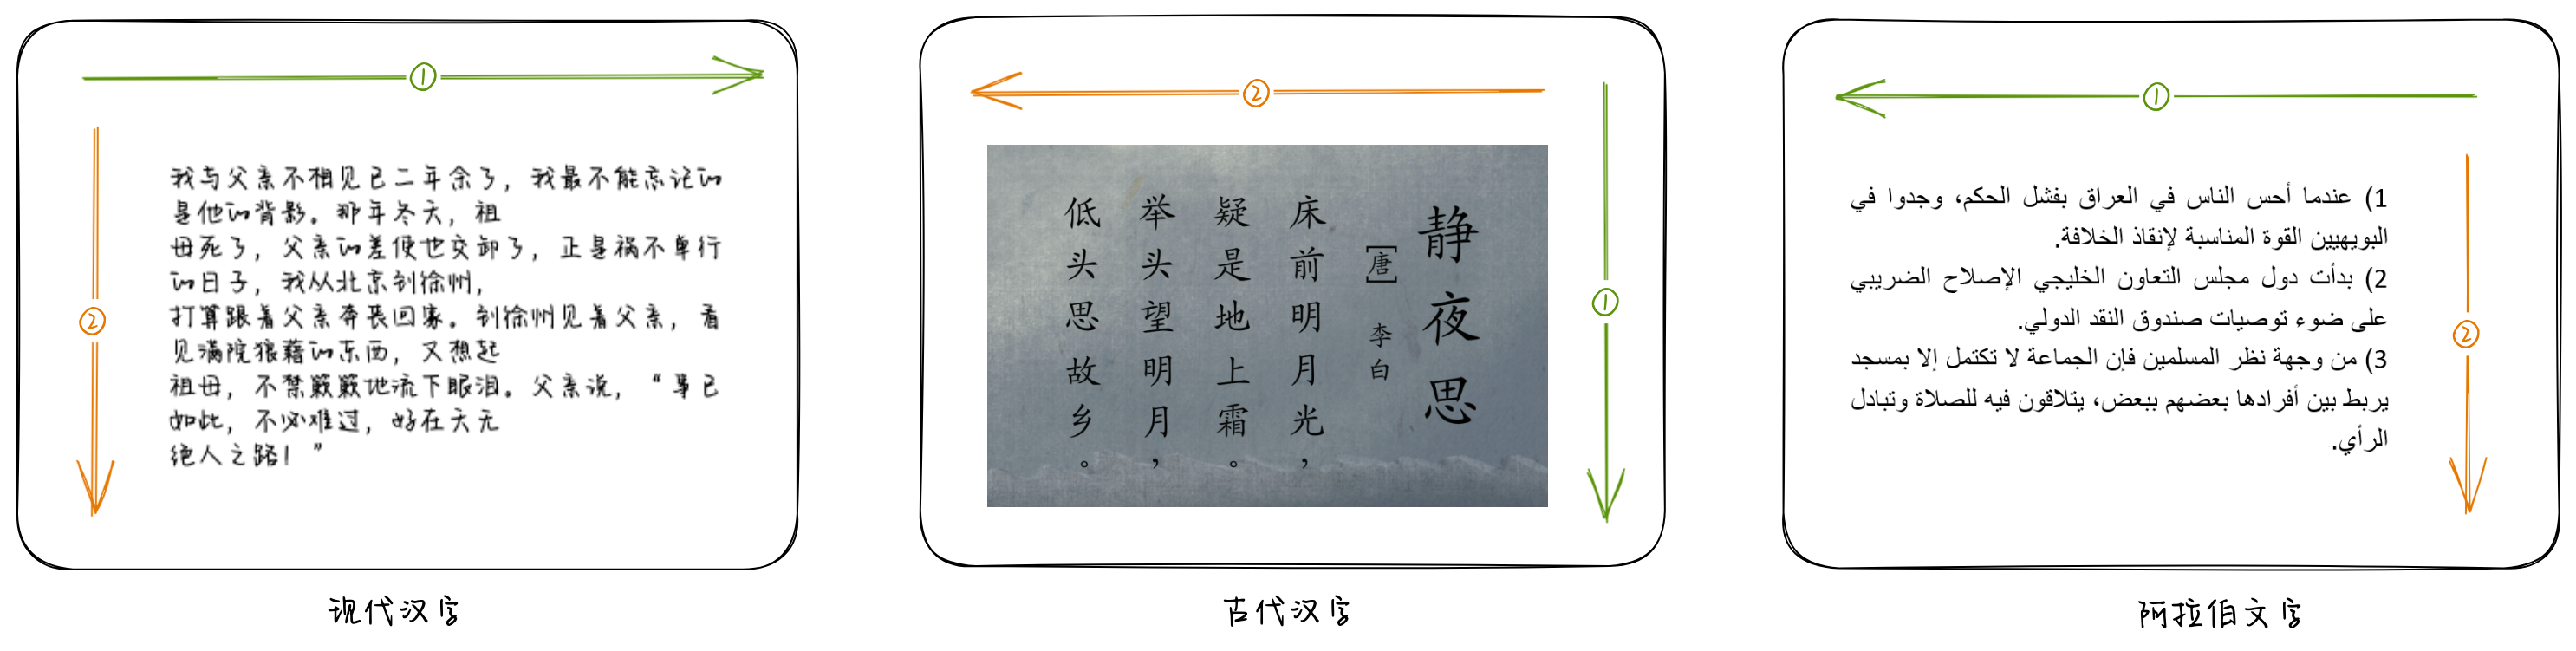 ①
②
我与父亲不相见已二年余了，我最不能忘记的
是他的背影。那年冬天，祖
母死了，父亲的差使也交卸了，正是祸不单行
的日子，我从北京到徐州，
打算跟着父亲奔丧回家。到徐州见着父亲，看
见满院狼藉的东西，又想起
祖母，不禁簌簌地流下眼泪。父亲说，“事已
如此，不必难过，好在天无
绝人之路！”
现代汉字
②
①
静夜思
[唐] 李白
床前明月光，
疑是地上霜。
举头望明月，
低头思故乡。
古代汉字
①
②
1) عندما أحس الناس في العراق بفشل الحكم، وجدوا في
البويهيين القوة المناسبة لإنقاذ الخلافة.
2) بدأت دول مجلس التعاون الخليجي الإصلاح الضريبي
على ضوء توصيات صندوق النقد الدولي.
3) من وجهة نظر المسلمين فإن الجماعة لا تكتمل إلا بمسجد
يربط بين أفرادها بعضهم ببعض، يتلاقون فيه للصلاة وتبادل
الرأي.
阿拉伯文字